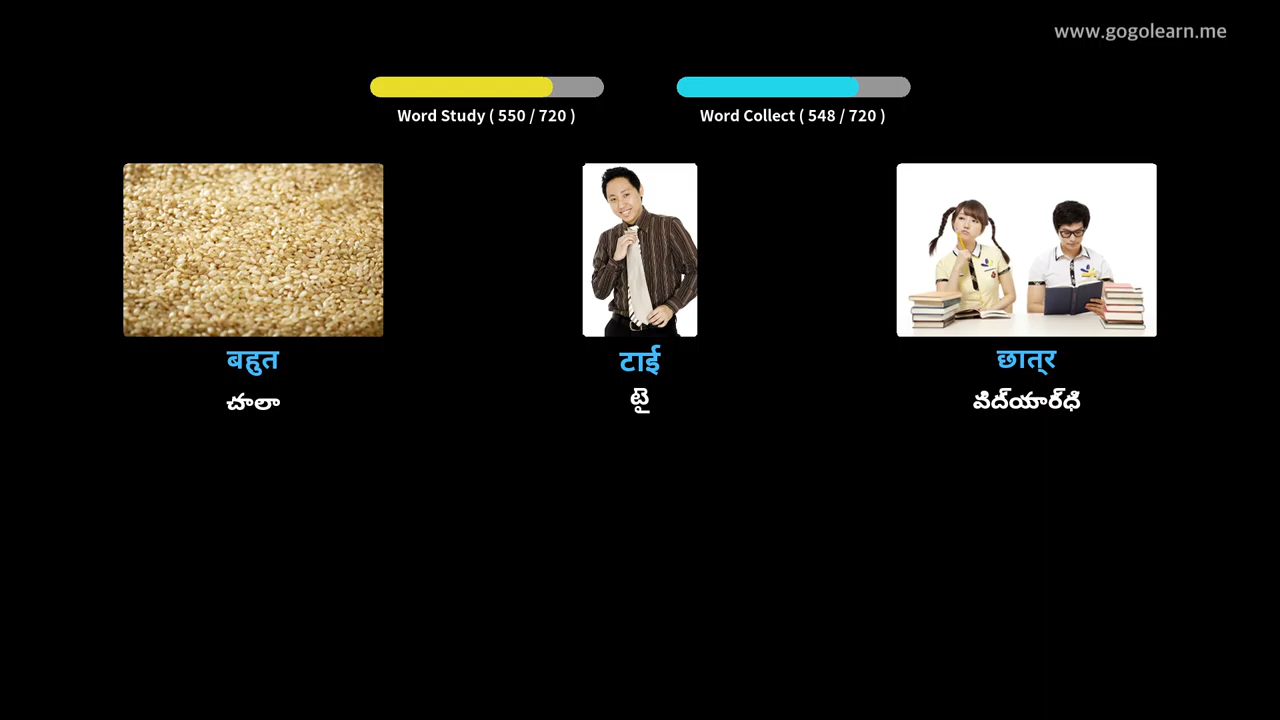 www.gogolearn.me
Word Study ( 550 / 720 )
Word Collect ( 548 / 720 )
बहुत
टाई
छात्र
చాలా
టై
విద్‌యార్‌ధి